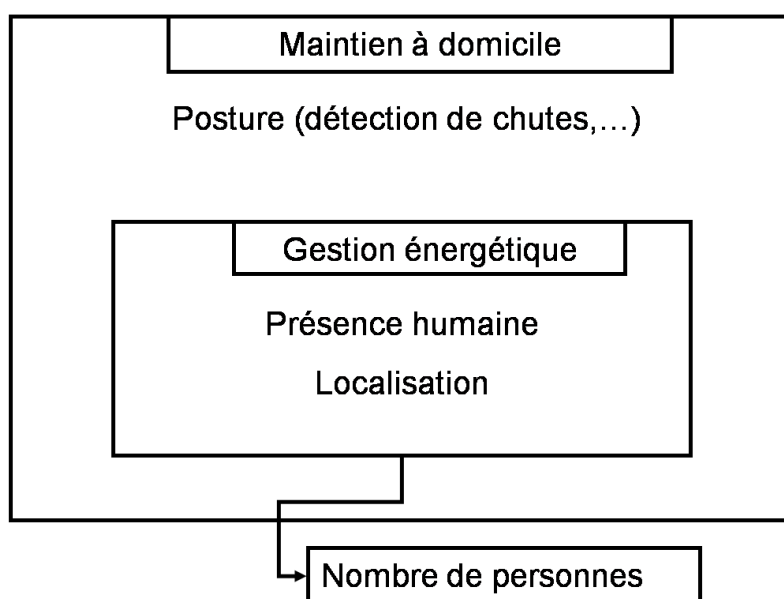 Maintien à domicile
Posture (détection de chutes,…)
Gestion énergétique
Présence humaine
Localisation
Nombre de personnes